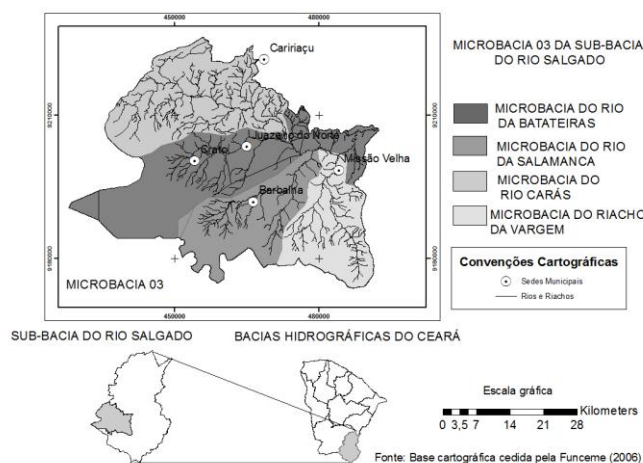 450000
480000
9210000
9180000
Caririaçu
Juazeiro do Norte
Crato
Missão Velha
Barbalha
MICROBACIA 03
450000
480000
MICROBACIA 03 DA SUB-BACIA
DO RIO SALGADO
MICROBACIA DO RIO
DA BATATEIRAS
MICROBACIA DO RIO
DA SALAMANCA
MICROBACIA DO
RIO CARÁS
MICROBACIA DO RIACHO
DA VARGEM
Convenções Cartográficas
Sedes Municipais
Rios e Riachos
SUB-BACIA DO RIO SALGADO
BACIAS HIDROGRÁFICAS DO CEARÁ
Escala gráfica
Kilometers
0 3,5 7 14 21 28
Fonte: Base cartográfica cedida pela Funceme (2006)